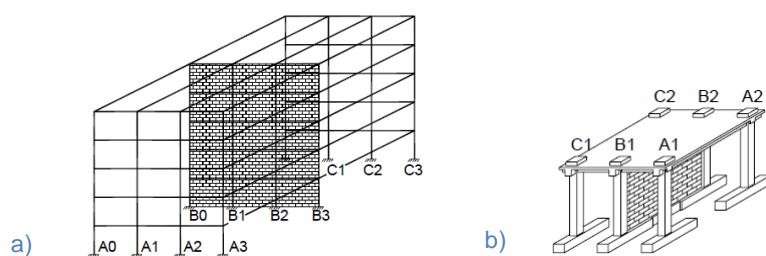 C1 C2 C3
B0 B1 B2 B3
a) A0 A1 A2 A3
C2 B2 A2
C1 B1 A1
b)